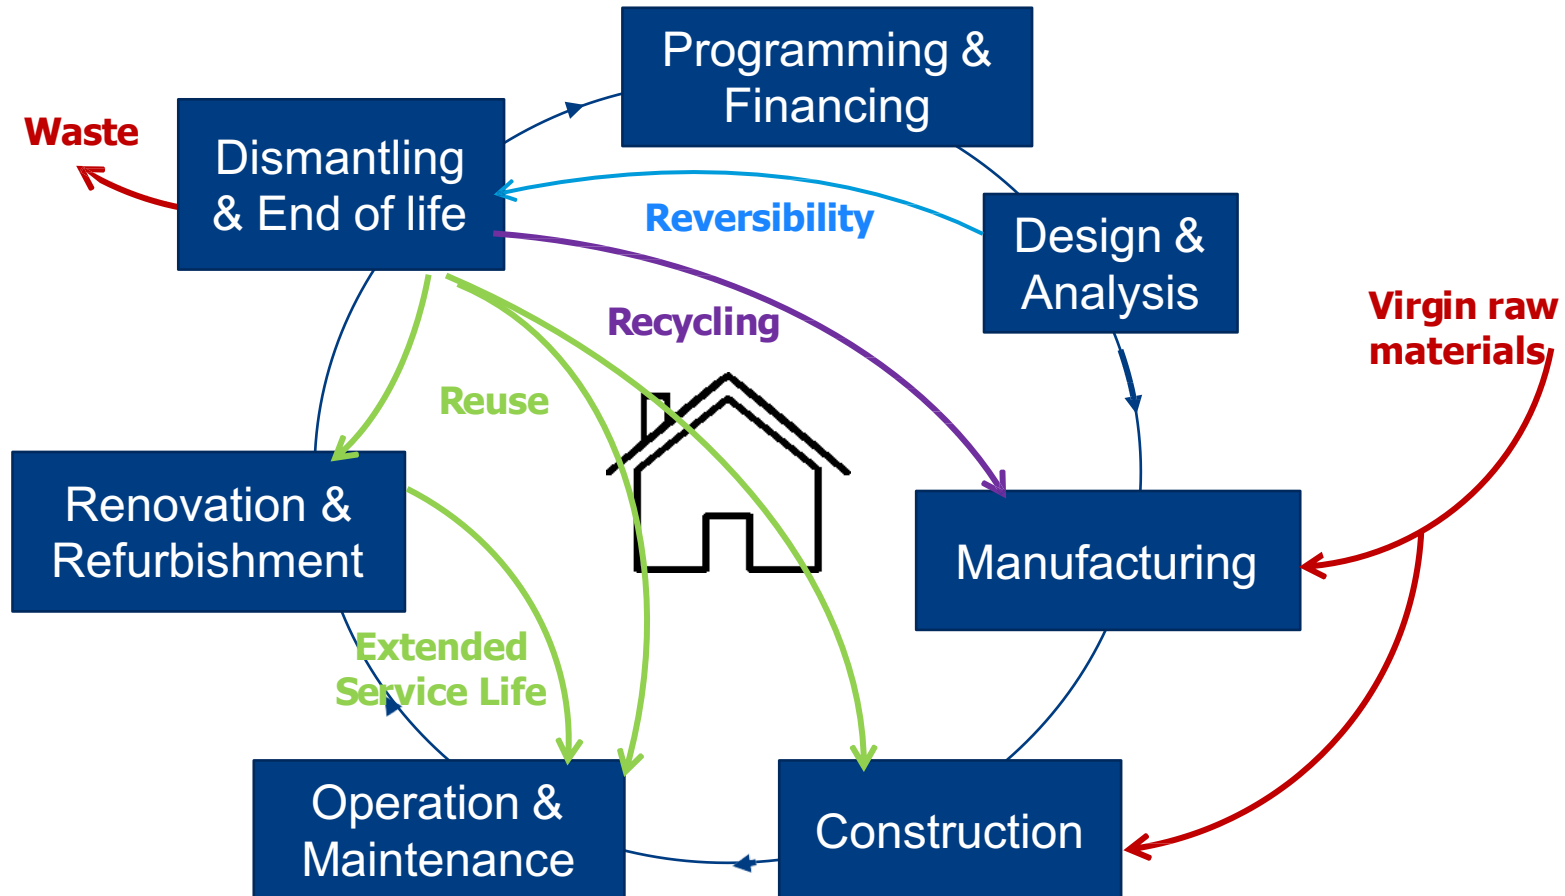 Programming &
Financing
Waste
Dismantling
& End of life
Reversibility
Design &
Analysis
Recycling
Virgin raw
materials
Reuse
Renovation &
Refurbishment
Manufacturing
Extended
Service Life
Operation &
Maintenance
Construction